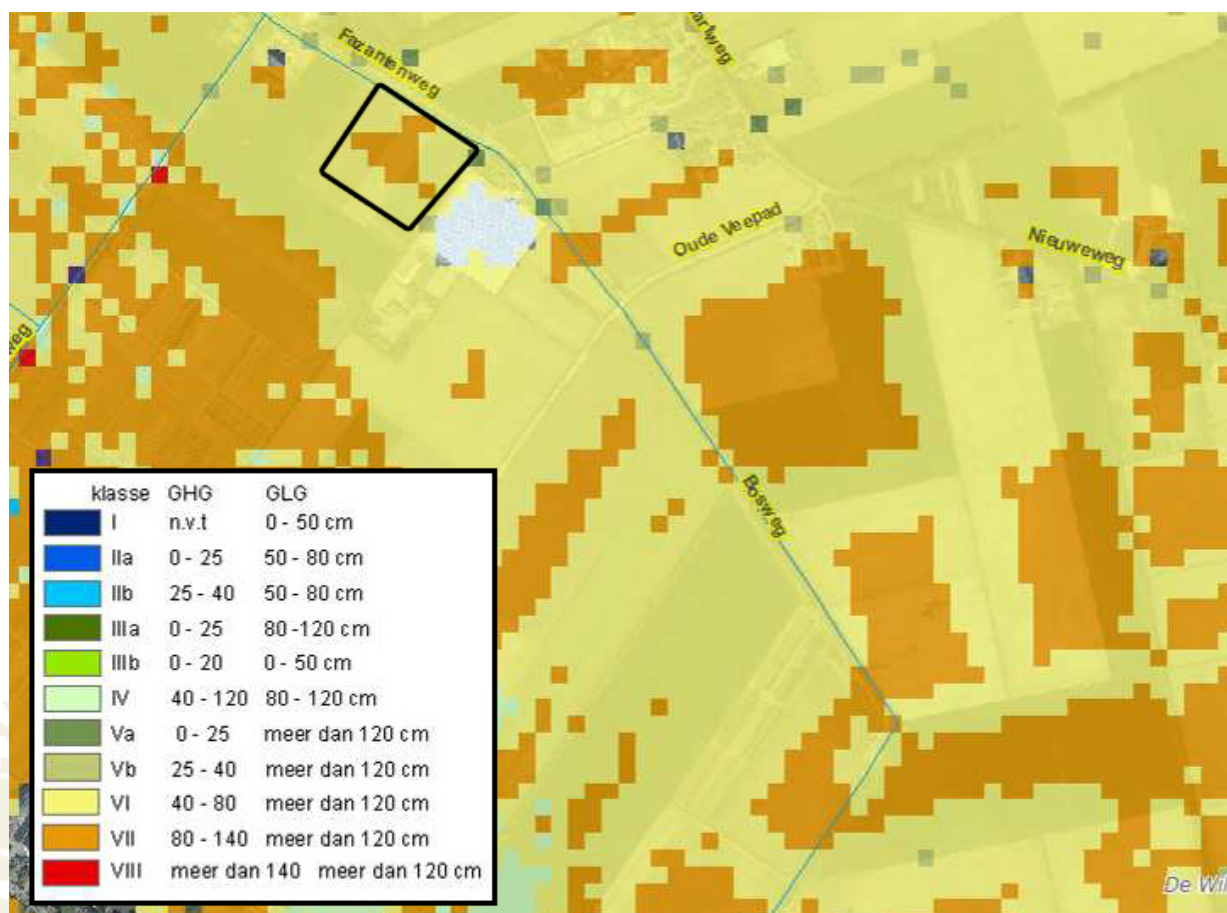 Fazantenweg
artweg
Oude Veepad
Nieuweweg
weg
Bosweg
De Wil
klasse GHG GLG
I n.v.t 0 - 50 cm
IIa 0 - 25 50 - 80 cm
IIb 25 - 40 50 - 80 cm
IIIa 0 - 25 80 -120 cm
IIIb 0 - 20 0 - 50 cm
IV 40 - 120 80 - 120 cm
Va 0 - 25 meer dan 120 cm
Vb 25 - 40 meer dan 120 cm
VI 40 - 80 meer dan 120 cm
VII 80 - 140 meer dan 120 cm
VIII meer dan 140 meer dan 120 cm